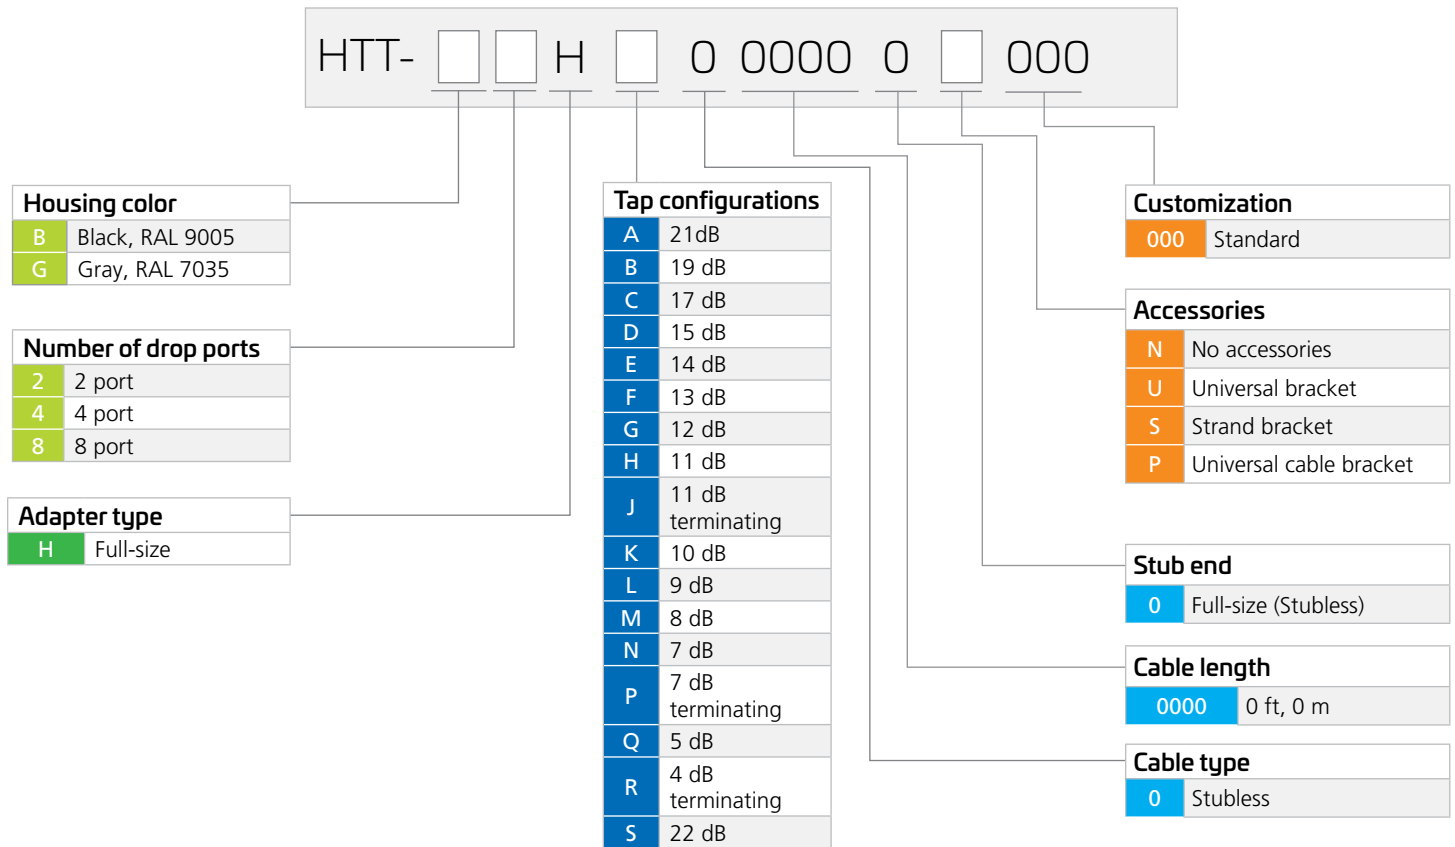 HTT- H 0 0000 0 000
Housing color
B Black, RAL 9005
G Gray, RAL 7035
Number of drop ports
2 2 port
4 4 port
8 8 port
Adapter type
H Full-size
Tap configurations
A 21dB
B 19 dB
C 17 dB
D 15 dB
E 14 dB
F 13 dB
G 12 dB
H 11 dB
J 11 dB
terminating
K 10 dB
L 9 dB
M 8 dB
N 7 dB
P 7 dB
terminating
Q 5 dB
R 4 dB
terminating
S 22 dB
Customization
000 Standard
Accessories
N No accessories
U Universal bracket
S Strand bracket
P Universal cable bracket
Stub end
0 Full-size (Stubless)
Cable length
0000 0 ft, 0 m
Cable type
0 Stubless